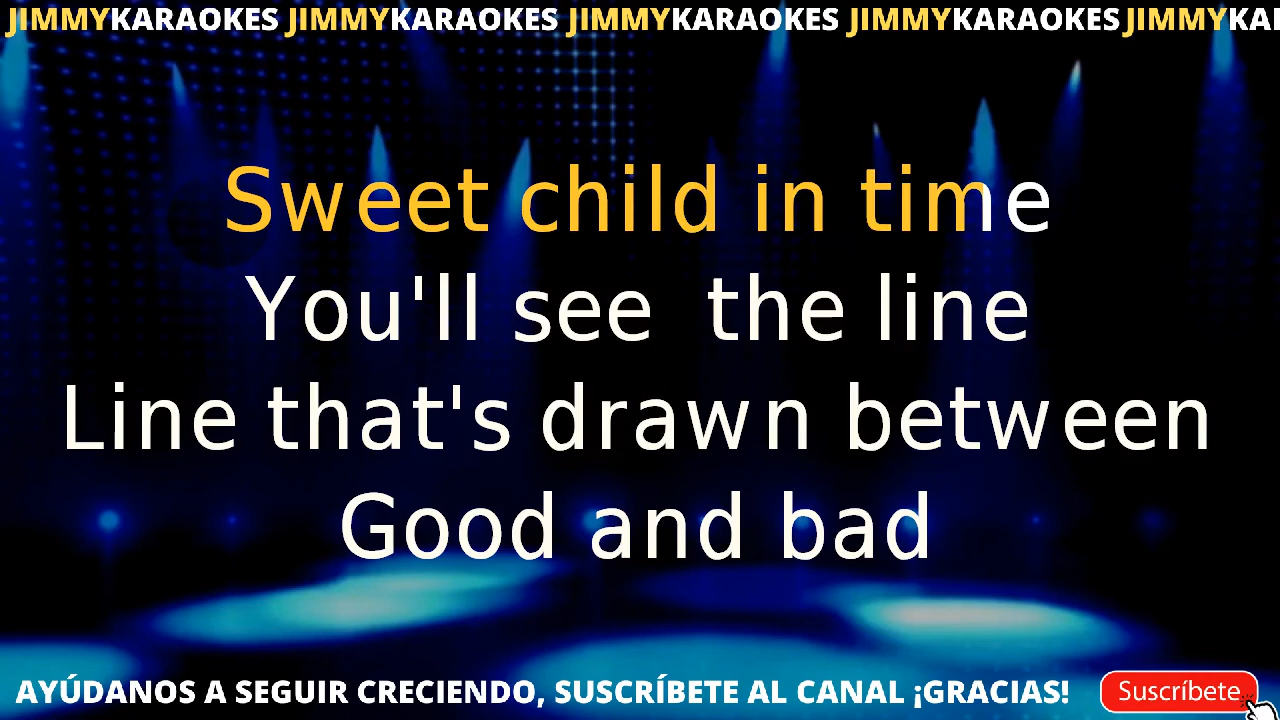 JIMMYKARAOKES JIMMYKARAOKES JIMMYKARAOKES JIMMYKARAOKES JIMMYKA
Sweet child in time
You'll see the line
Line that's drawn between
Good and bad
AYÚDANOS A SEGUIR CRECIENDO, SUSCRÍBETE AL CANAL ¡GRACIAS! Suscríbete